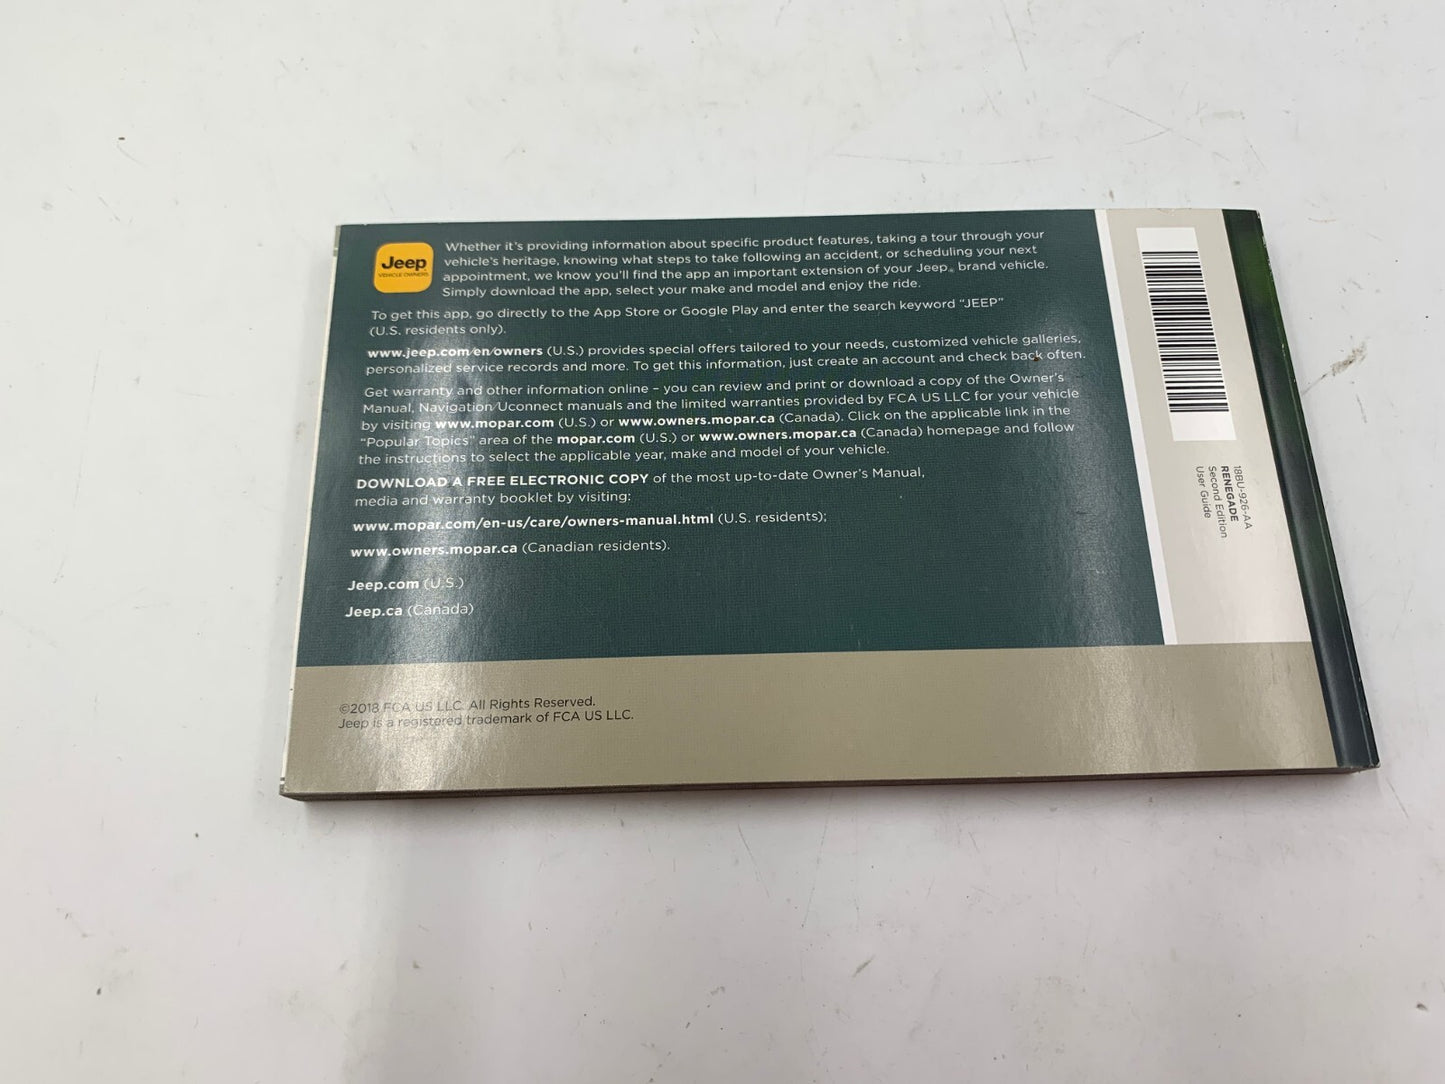 Jeep
VEHICLE OWNERS
Whether it's providing information about specific product features, taking a tour through your
vehicle's heritage, knowing what steps to take following an accident, or scheduling your next
appointment, we know you'll find the app an important extension of your Jeep® brand vehicle.
Simply download the app, select your make and model and enjoy the ride.
To get this app, go directly to the App Store or Google Play and enter the search keyword “JEEP”
(U.S. residents only).
www.jeep.com/en/owners (U.S.) provides special offers tailored to your needs, customized vehicle galleries,
personalized service records and more. To get this information, just create an account and check back often.
Get warranty and other information online – you can review and print or download a copy of the Owner's
Manual, Navigation/Uconnect manuals and the limited warranties provided by FCA US LLC for your vehicle
by visiting www.mopar.com (U.S.) or www.owners.mopar.ca (Canada). Click on the applicable link in the
“Popular Topics” area of the mopar.com (U.S.) or www.owners.mopar.ca (Canada) homepage and follow
the instructions to select the applicable year, make and model of your vehicle.
DOWNLOAD A FREE ELECTRONIC COPY of the most up-to-date Owner's Manual,
media and warranty booklet by visiting:
www.mopar.com/en-us/care/owners-manual.html (U.S. residents);
www.owners.mopar.ca (Canadian residents).
Jeep.com (U.S.)
Jeep.ca (Canada)
©2018 FCA US LLC. All Rights Reserved.
Jeep is a registered trademark of FCA US LLC.
18BU-926-AA
RENEGADE
Second Edition
User Guide